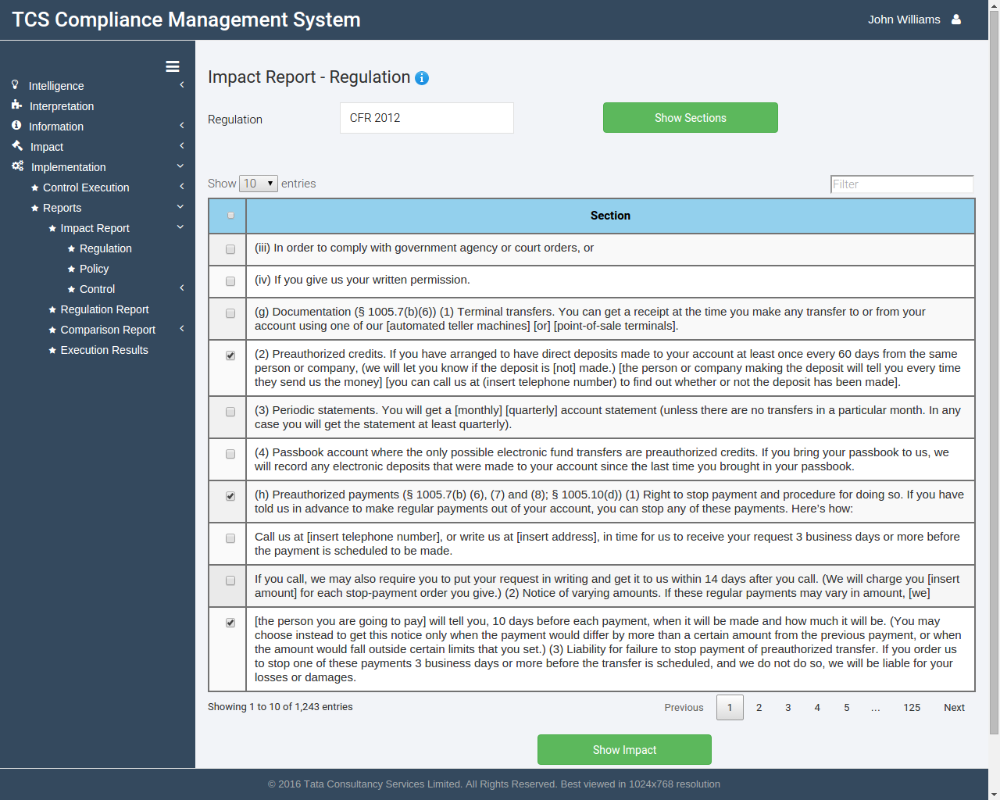 TCS Compliance Management System
John Williams
Intelligence
Interpretation
Information
Impact
Implementation
Control Execution
Reports
Impact Report
Regulation
Policy
Control
Regulation Report
Comparison Report
Execution Results
Impact Report - Regulation
Regulation
CFR 2012
Show Sections
Show 10 entries
Filter
Section
(iii) In order to comply with government agency or court orders, or
(iv) If you give us your written permission.
(g) Documentation (§ 1005.7(b)(6)) (1) Terminal transfers. You can get a receipt at the time you make any transfer to or from your
account using one of our [automated teller machines] [or] [point-of-sale terminals].
(2) Preauthorized credits. If you have arranged to have direct deposits made to your account at least once every 60 days from the same
person or company, (we will let you know if the deposit is [not] made.) [the person or company making the deposit will tell you every time
they send us the money] [you can call us at (insert telephone number) to find out whether or not the deposit has been made].
(3) Periodic statements. You will get a [monthly] [quarterly] account statement (unless there are no transfers in a particular month. In any
case you will get the statement at least quarterly).
(4) Passbook account where the only possible electronic fund transfers are preauthorized credits. If you bring your passbook to us, we
will record any electronic deposits that were made to your account since the last time you brought in your passbook.
(h) Preauthorized payments (§ 1005.7(b) (6), (7) and (8); § 1005.10(d)) (1) Right to stop payment and procedure for doing so. If you have
told us in advance to make regular payments out of your account, you can stop any of these payments. Here's how:
Call us at [insert telephone number], or write us at [insert address], in time for us to receive your request 3 business days or more before
the payment is scheduled to be made.
If you call, we may also require you to put your request in writing and get it to us within 14 days after you call. (We will charge you [insert
amount] for each stop-payment order you give.) (2) Notice of varying amounts. If these regular payments may vary in amount, [we]
[the person you are going to pay] will tell you, 10 days before each payment, when it will be made and how much it will be. (You may
choose instead to get this notice only when the payment would differ by more than a certain amount from the previous payment, or when
the amount would fall outside certain limits that you set.) (3) Liability for failure to stop payment of preauthorized transfer. If you order us
to stop one of these payments 3 business days or more before the transfer is scheduled, and we do not do so, we will be liable for your
losses or damages.
Showing 1 to 10 of 1,243 entries
Previous 1 2 3 4 5 … 125 Next
Show Impact
© 2016 Tata Consultancy Services Limited. All Rights Reserved. Best viewed in 1024x768 resolution